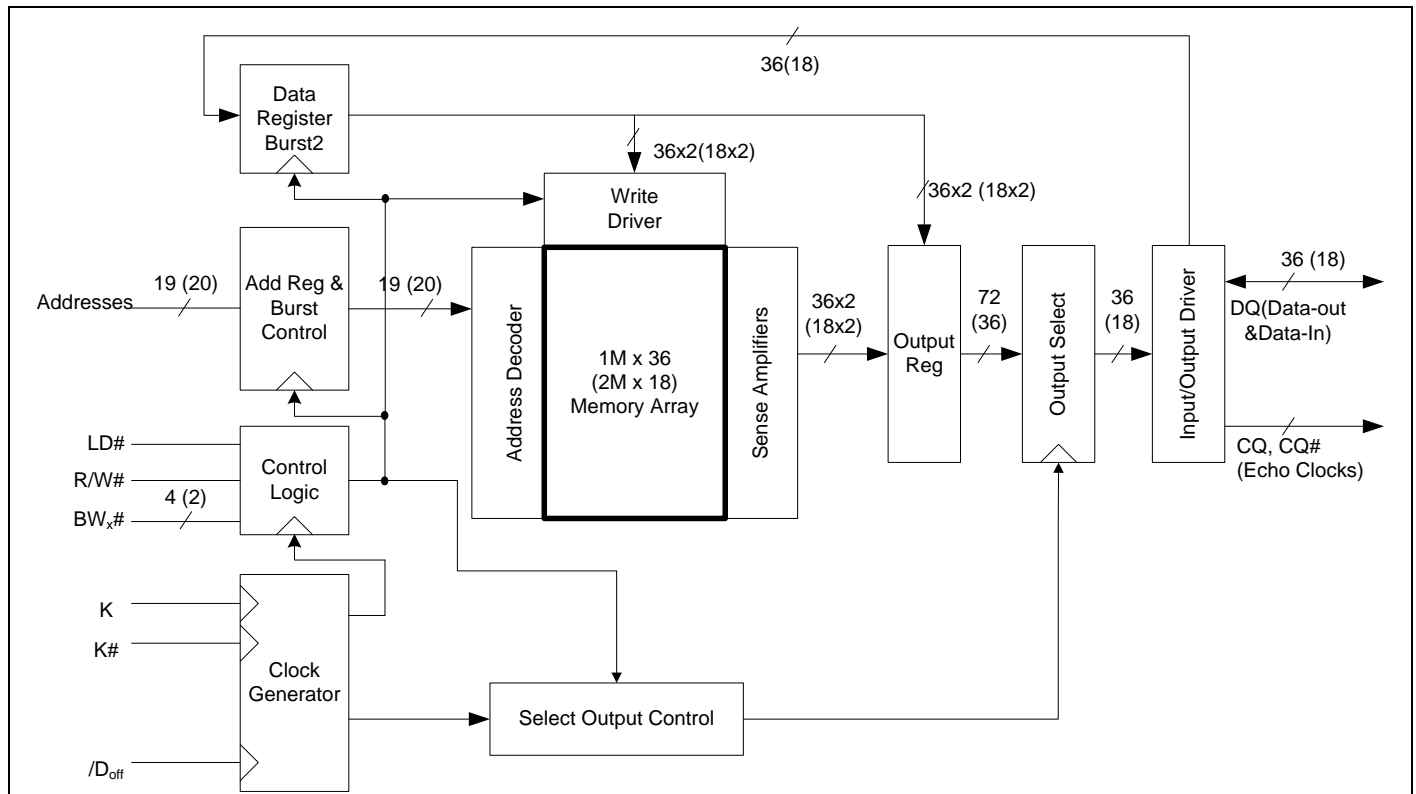 36(18)
Data
Register
Burst2
36x2(18x2)
36x2 (18x2)
Write
Driver
Addresses
19 (20)
Add Reg &
Burst
Control
19 (20)
Address Decoder
1M x 36
(2M x 18)
Memory Array
Sense Amplifiers
36x2
(18x2)
Output
Reg
72
(36)
Output Select
36
(18)
Input/Output Driver
36 (18)
DQ(Data-out
&Data-In)
CQ, CQ#
(Echo Clocks)
LD#
R/W#
BWx#
4 (2)
Control
Logic
K
K#
/Doff
Clock
Generator
Select Output Control